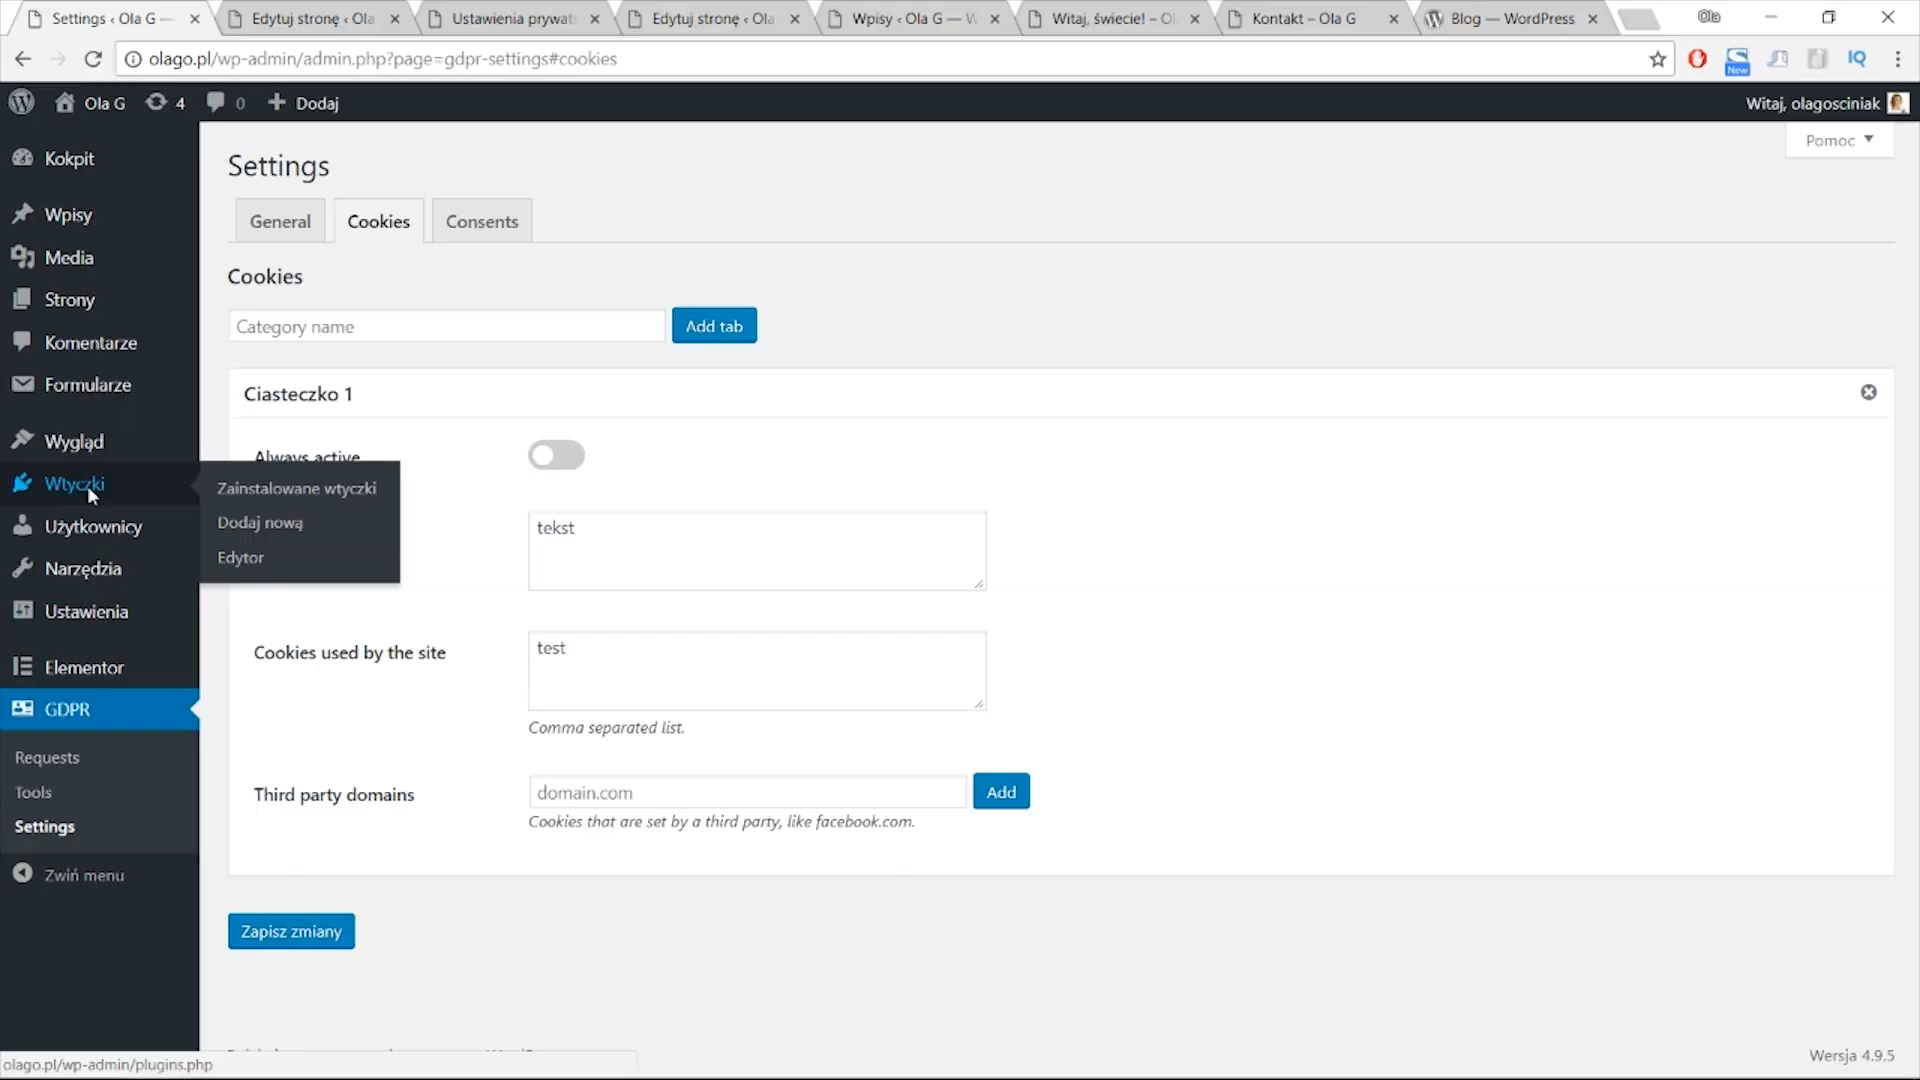 Settings ‹ Ola G —
Edytuj stronę ‹ Ola
Ustawienia prywat
Edytuj stronę ‹ Ola
Wpisy ‹ Ola G — W
Witaj, świecie! – Ol
Kontakt – Ola G
Blog — WordPress
Ola
olago.pl/wp-admin/admin.php?page=gdpr-settings#cookies
New
IQ
Ola G
4
0
Dodaj
Witaj, olagosciniak
Pomoc
Kokpit
Wpisy
Media
Strony
Komentarze
Formularze
Wygląd
Wtyczki
Użytkownicy
Narzędzia
Ustawienia
Elementor
GDPR
Requests
Tools
Settings
Zwiń menu
Zainstalowane wtyczki
Dodaj nową
Edytor
Settings
General
Cookies
Consents
Cookies
Category name
Add tab
Ciasteczko 1
Always active
tekst
Cookies used by the site
test
Comma separated list.
Third party domains
domain.com
Add
Cookies that are set by a third party, like facebook.com.
Zapisz zmiany
olago.pl/wp-admin/plugins.php
Wersja 4.9.5